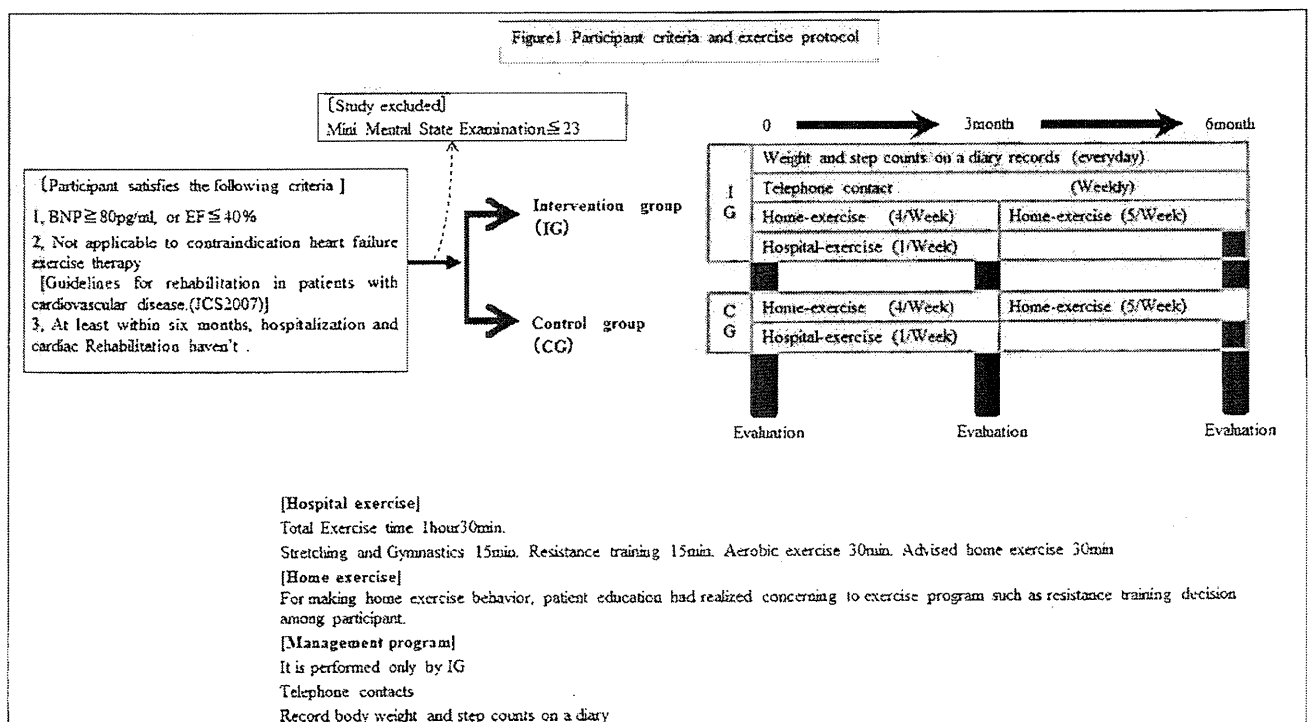 Figure1 Participant criteria and exercise protocol
[Study excluded]
Mini Mental State Examination≦23
[Participant satisfies the following criteria ]
1, BNP≧80pg/mL or EF≦40%
2, Not applicable to contraindication heart failure
exercise therapy
[Guidelines for rehabilitation in patients with
cardiovascular disease.(JCS2007)]
3, At least within six months, hospitalization and
cardiac Rehabilitation haven't .
Intervention group
(IG)
Control group
(CG)
0 3month 6month
I G
Weight and step counts on a diary records (everyday)
Telephone contact (Weekly)
Home-exercise (4/Week) Home-exercise (5/Week)
Hospital-exercise (1/Week)
C G
Home-exercise (4/Week) Home-exercise (5/Week)
Hospital-exercise (1/Week)
Evaluation Evaluation Evaluation
[Hospital exercise]
Total Exercise time 1hour30min.
Stretching and Gymnastics 15min. Resistance training 15min. Aerobic exercise 30min. Advised home exercise 30min
[Home exercise]
For making home exercise behavior, patient education had realized concerning to exercise program such as resistance training decision
among participant.
[Management program]
It is performed only by IG
Telephone contacts
Record body weight and step counts on a diary